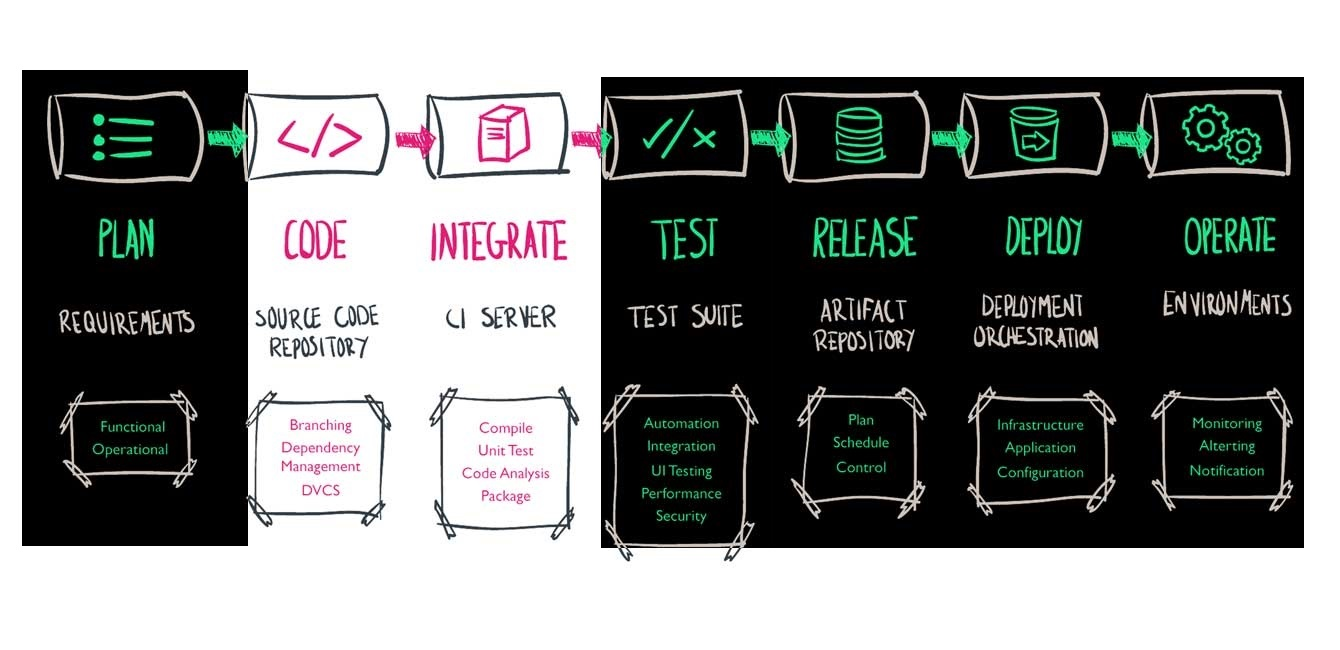 PLAN
CODE
INTEGRATE
TEST
RELEASE
DEPLOY
OPERATE
REQUIREMENTS
SOURCE CODE
REPOSITORY
CI SERVER
TEST SUITE
ARTIFACT
REPOSITORY
DEPLOYMENT
ORCHESTRATION
ENVIRONMENTS
Functional
Operational
Branching
Dependency
Management
DVCS
Compile
Unit Test
Code Analysis
Package
Automation
Integration
UI Testing
Performance
Security
Plan
Schedule
Control
Infrastructure
Application
Configuration
Monitoring
Alterting
Notification